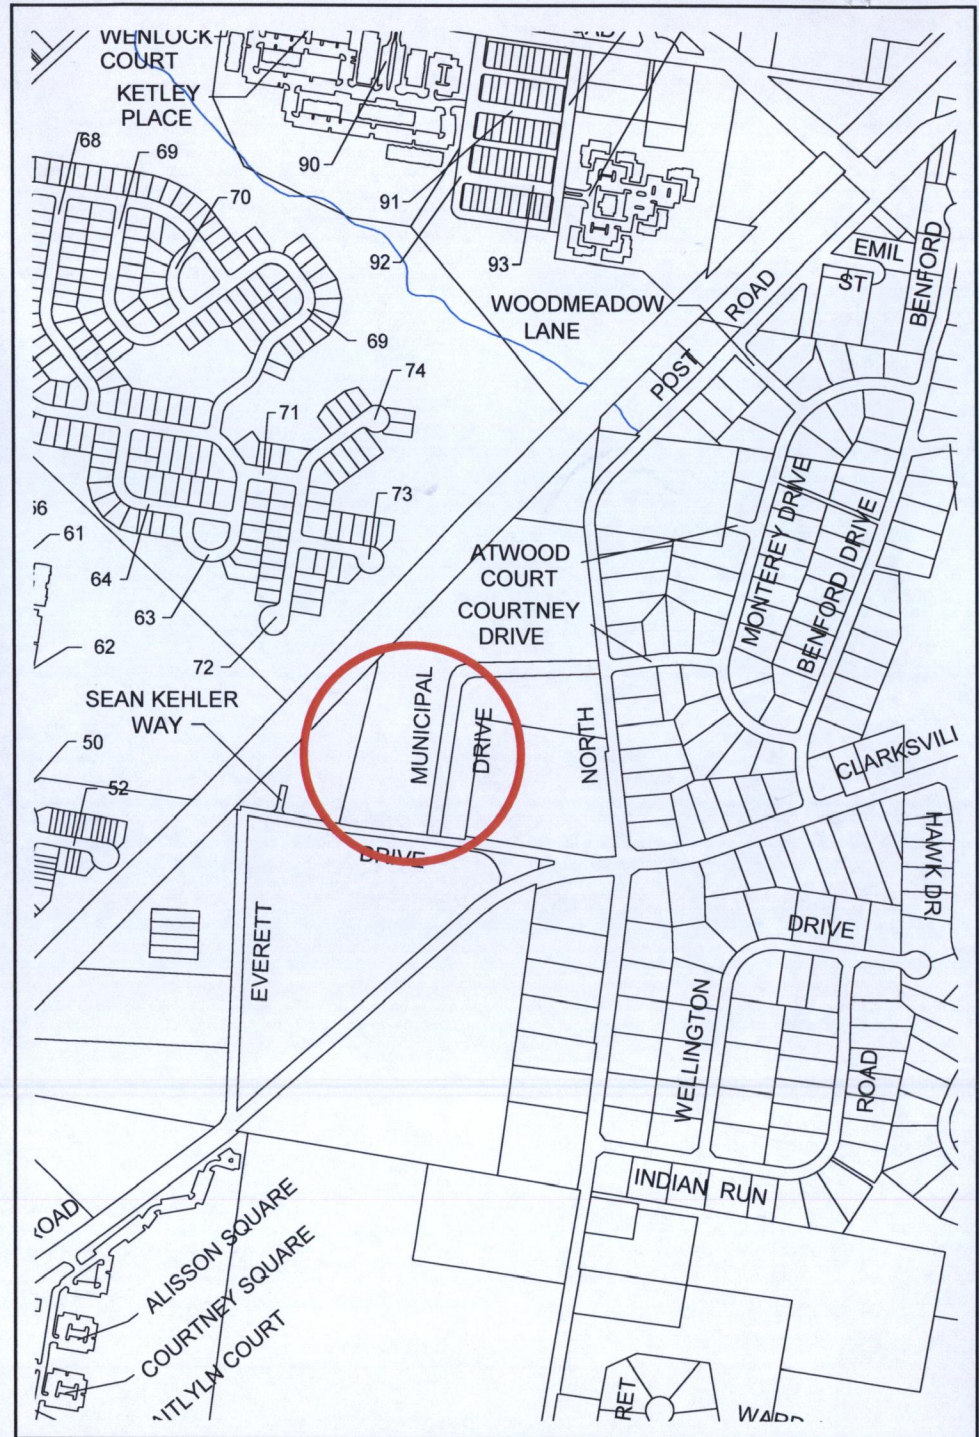 WENLOCK
COURT
KETLEY
PLACE
68
69
70
90
91
92
93
EMIL
ST
BENFORD
WOODMEADOW
LANE
POST
ROAD
69
74
71
73
61
64
63
62
72
ATWOOD
COURT
COURTNEY
DRIVE
MONTEREY DRIVE
BENFORD DRIVE
SEAN KEHLER
WAY
MUNICIPAL
DRIVE
NORTH
50
52
DRIVE
CLARKSVILL
HAWK DR
EVERETT
DRIVE
WELLINGTON
ROAD
INDIAN RUN
ROAD
ALISSON SQUARE
COURTNEY SQUARE
AITLYLN COURT
RET
WARD